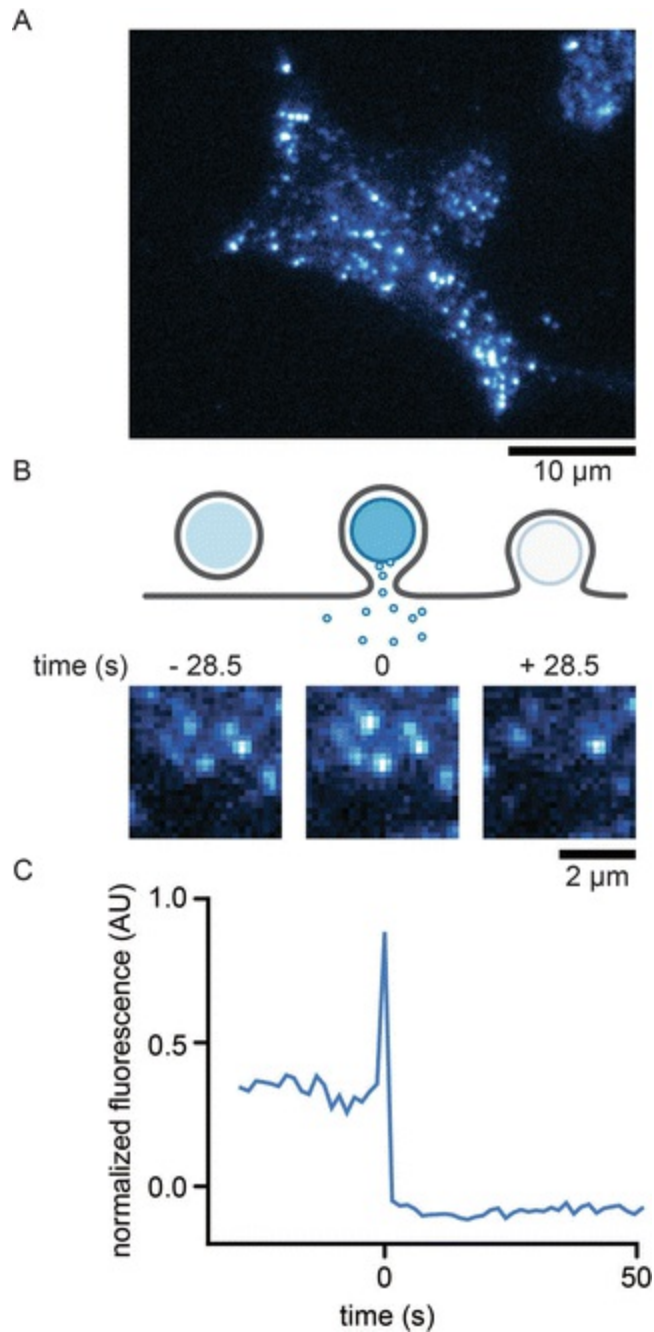 A
10 µm
B
time (s) - 28.5 0 + 28.5
2 µm
C
normalized fluorescence (AU)
1.0
0.5
0.0
0 50
time (s)